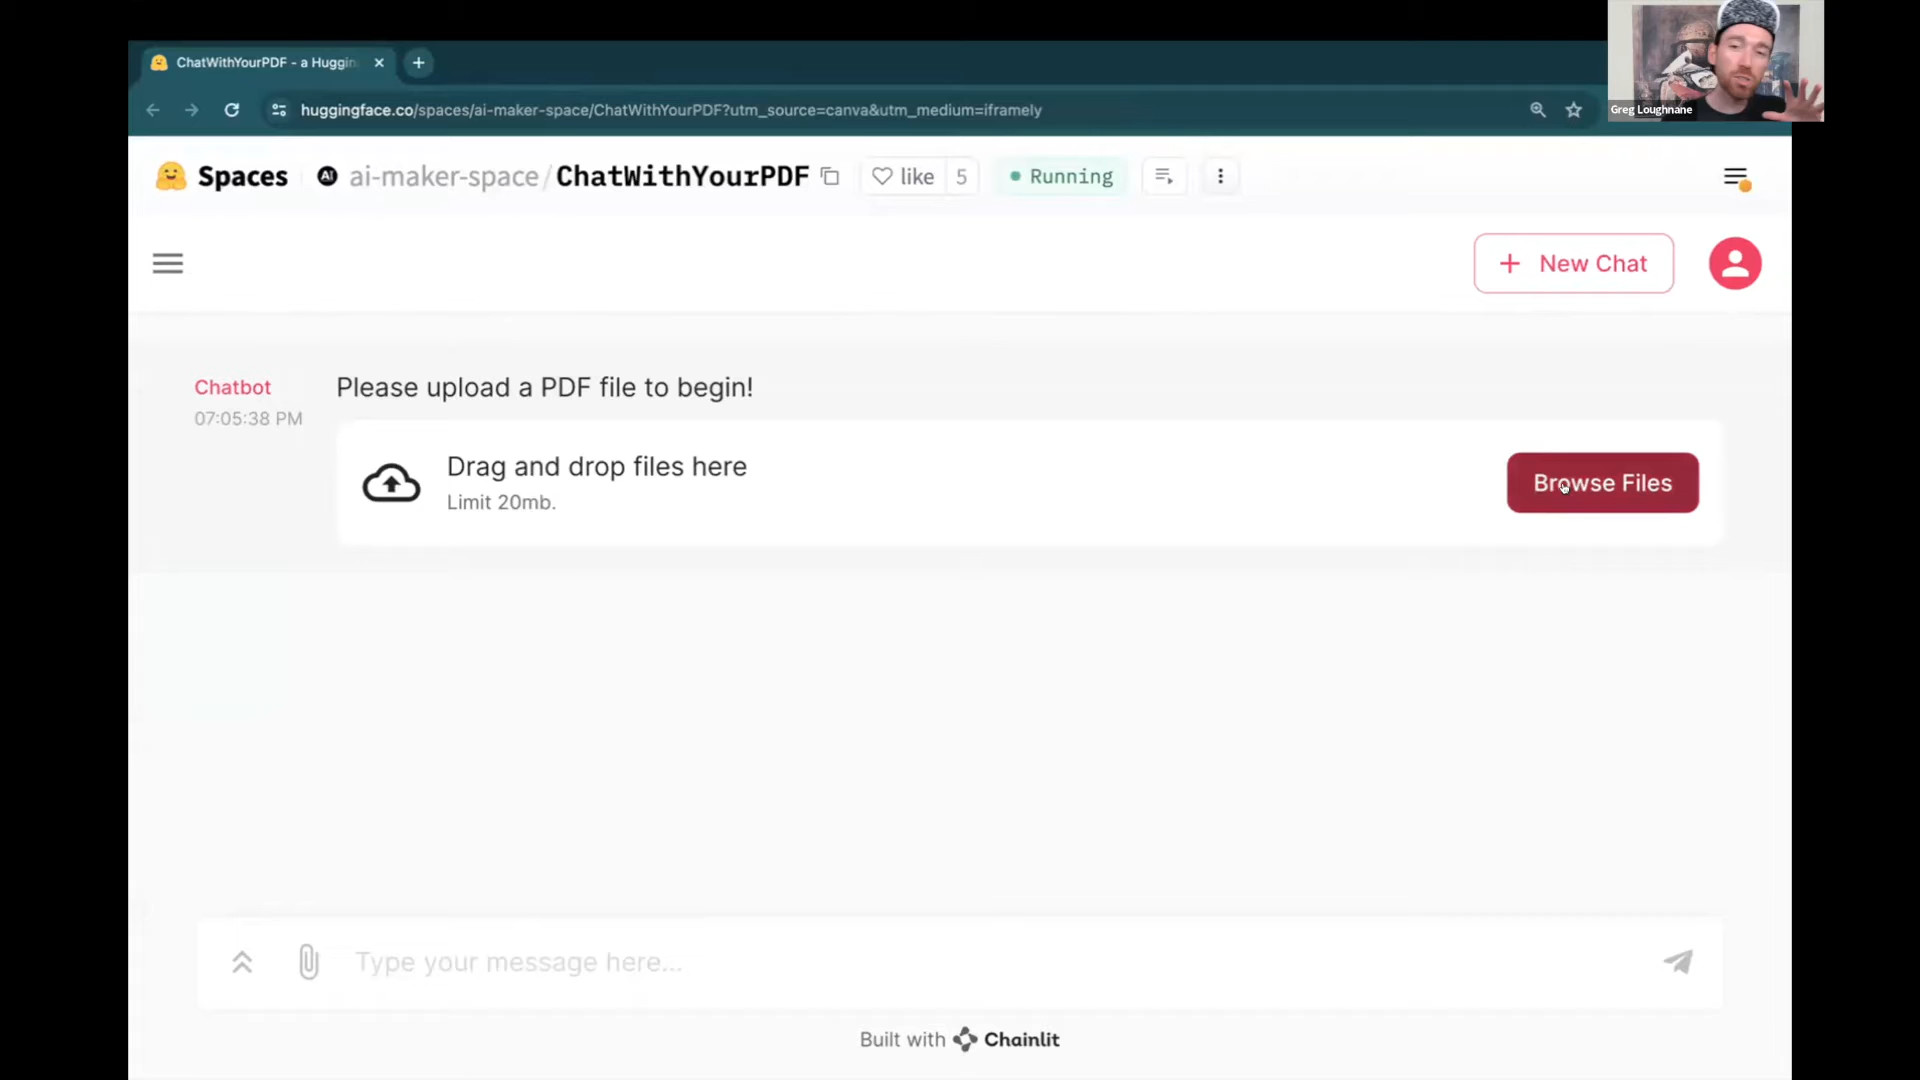 ChatWithYourPDF - a Huggin
huggingface.co/spaces/ai-maker-space/ChatWithYourPDF?utm_source=canva&utm_medium=iframely
Greg Loughnane
Spaces AI ai-maker-space/ChatWithYourPDF like 5 Running
+ New Chat
Chatbot
07:05:38 PM
Please upload a PDF file to begin!
Drag and drop files here
Limit 20mb.
Browse Files
Type your message here...
Built with Chainlit